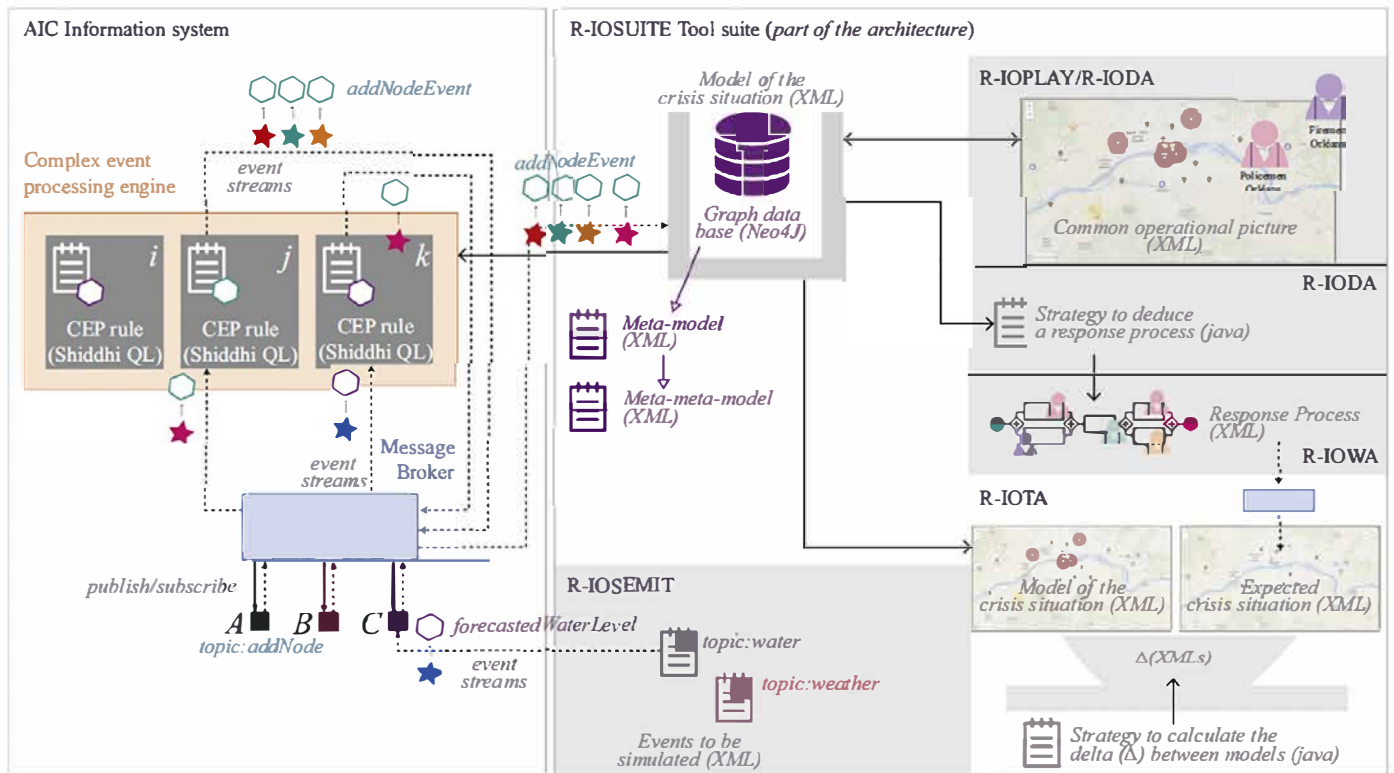 AIC Information system
addNodeEvent
event
streams
Complex event
processing engine
i
j
k
CEP rule
(Shiddhi QL)
CEP rule
(Shiddhi QL)
CEP rule
(Shiddhi QL)
event
streams
Message
Broker
publish/subscribe
A
B
C
topic:addNode
forecastedWaterLevel
event
streams
R-IOSUITE Tool suite (part of the architecture)
Model of the
crisis situation (XML)
addNodeEvent
Graph data
base (Neo4J)
Meta-model
(XML)
Meta-meta-model
(XML)
R-IOSEMIT
topic:water
topic:weather
Events to be
simulated (XML)
R-IOPLAY/R-IODA
Firemen
Orléans
Policemen
Orléans
Common operational picture
(XML)
R-IODA
Strategy to deduce
a response process (java)
Response Process
(XML)
R-IOWA
R-IOTA
Model of the
crisis situation (XML)
Expected
crisis situation (XML)
Δ(XMLs)
Strategy to calculate the
delta (Δ) between models (java)